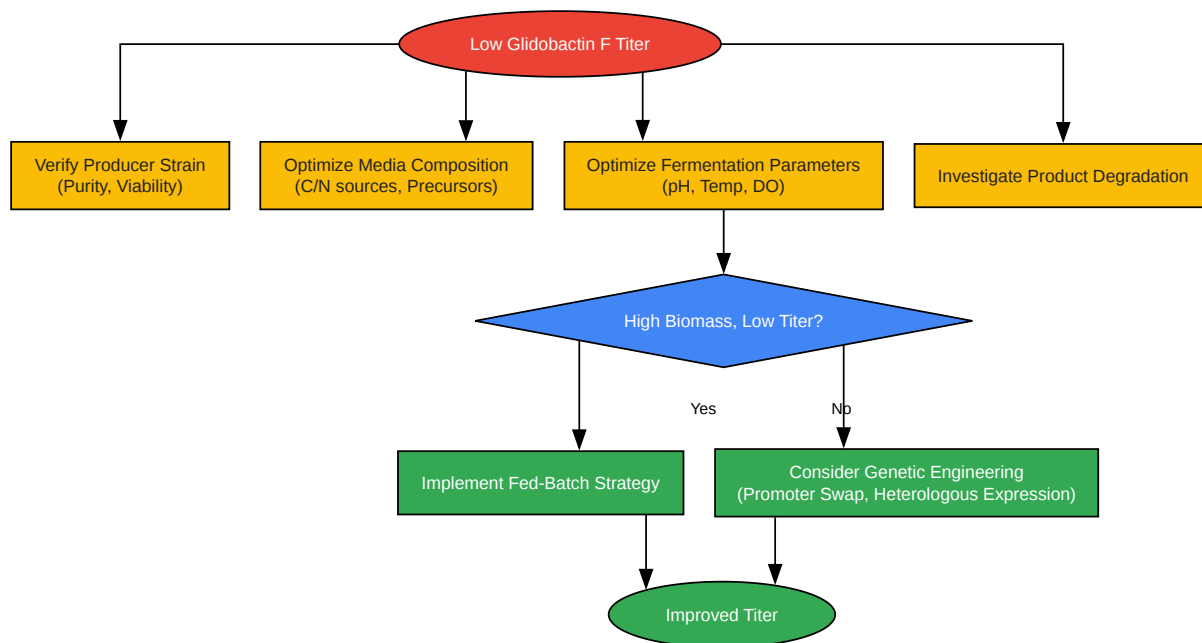 Low Glidobactin F Titer
Verify Producer Strain
(Purity, Viability)
Optimize Media Composition
(C/N sources, Precursors)
Optimize Fermentation Parameters
(pH, Temp, DO)
Investigate Product Degradation
High Biomass, Low Titer?
Yes
No
Implement Fed-Batch Strategy
Consider Genetic Engineering
(Promoter Swap, Heterologous Expression)
Improved Titer